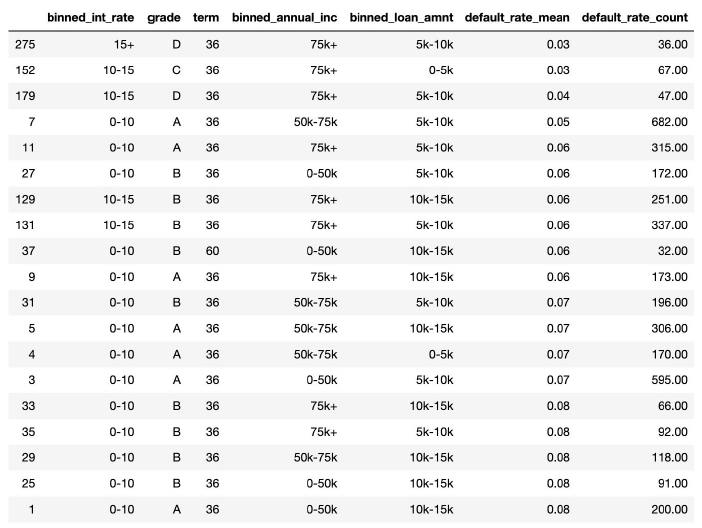 binned_int_rate grade term binned_annual_inc binned_loan_amnt default_rate_mean default_rate_count
275 15+ D 36 75k+ 5k-10k 0.03 36.00
152 10-15 C 36 75k+ 0-5k 0.03 67.00
179 10-15 D 36 75k+ 5k-10k 0.04 47.00
7 0-10 A 36 50k-75k 5k-10k 0.05 682.00
11 0-10 A 36 75k+ 5k-10k 0.06 315.00
27 0-10 B 36 0-50k 5k-10k 0.06 172.00
129 10-15 B 36 75k+ 10k-15k 0.06 251.00
131 10-15 B 36 75k+ 5k-10k 0.06 337.00
37 0-10 B 60 0-50k 10k-15k 0.06 32.00
9 0-10 A 36 75k+ 10k-15k 0.06 173.00
31 0-10 B 36 50k-75k 5k-10k 0.07 196.00
5 0-10 A 36 50k-75k 10k-15k 0.07 306.00
4 0-10 A 36 50k-75k 0-5k 0.07 170.00
3 0-10 A 36 0-50k 5k-10k 0.07 595.00
33 0-10 B 36 75k+ 10k-15k 0.08 66.00
35 0-10 B 36 75k+ 5k-10k 0.08 92.00
29 0-10 B 36 50k-75k 10k-15k 0.08 118.00
25 0-10 B 36 0-50k 10k-15k 0.08 91.00
1 0-10 A 36 0-50k 10k-15k 0.08 200.00